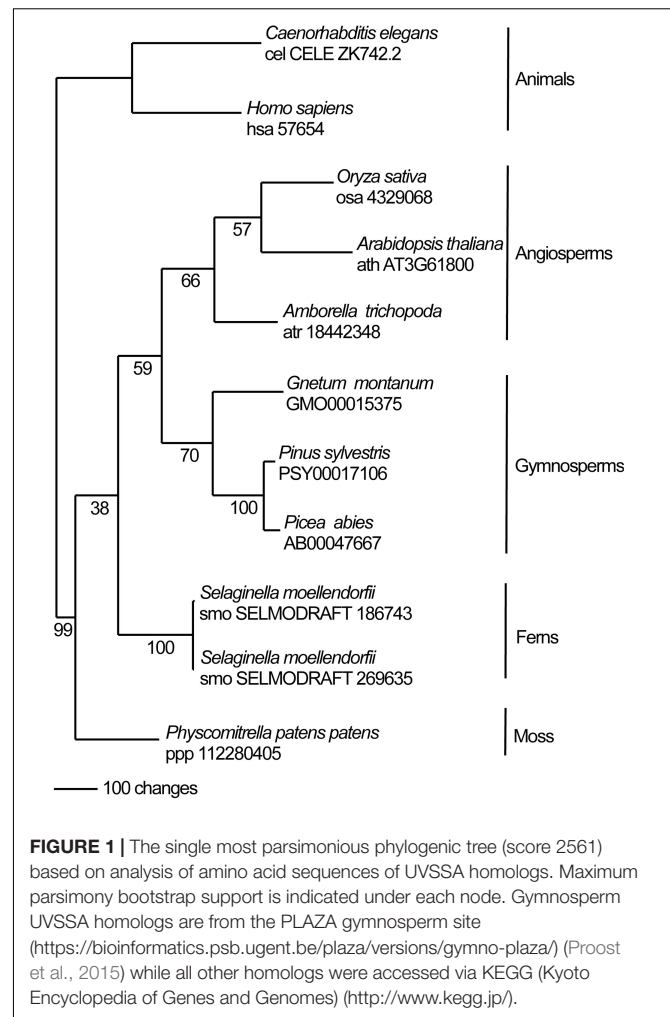 Caenorhabditis elegans
cel CELE ZK742.2
Animals
Homo sapiens
hsa 57654
Oryza sativa
osa 4329068
57
Arabidopsis thaliana
ath AT3G61800
Angiosperms
66
Amborella trichopoda
atr 18442348
59
Gnetum montanum
GMO00015375
70
Pinus sylvestris
PSY00017106
Gymnosperms
100
Picea abies
AB00047667
38
Selaginella moellendorfii
smo SELMODRAFT 186743
Ferns
100
Selaginella moellendorfii
smo SELMODRAFT 269635
99
Physcomitrella patens patens
ppp 112280405
Moss
100 changes
FIGURE 1 | The single most parsimonious phylogenic tree (score 2561)
based on analysis of amino acid sequences of UVSSA homologs. Maximum
parsimony bootstrap support is indicated under each node. Gymnosperm
UVSSA homologs are from the PLAZA gymnosperm site
(https://bioinformatics.psb.ugent.be/plaza/versions/gymno-plaza/) (Proost
et al., 2015) while all other homologs were accessed via KEGG (Kyoto
Encyclopedia of Genes and Genomes) (http://www.kegg.jp/).